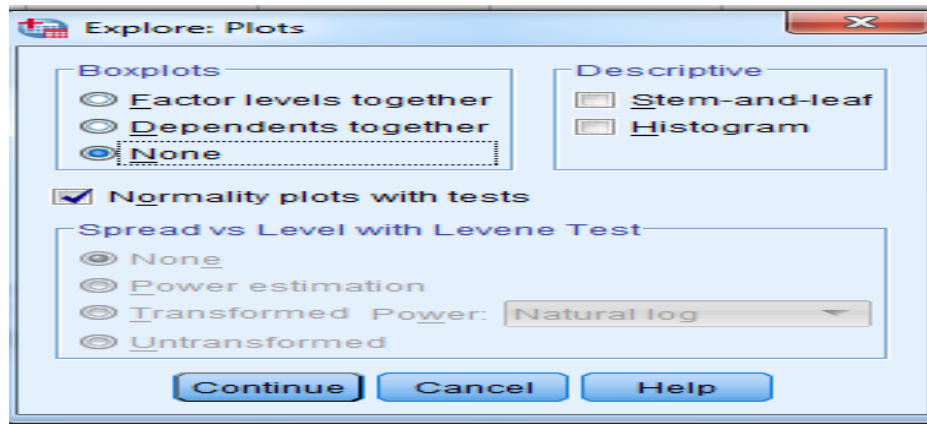 Explore: Plots
Boxplots
Factor levels together
Dependents together
None
Descriptive
Stem-and-leaf
Histogram
Normality plots with tests
Spread vs Level with Levene Test
None
Power estimation
Transformed Power: Natural log
Untransformed
Continue Cancel Help